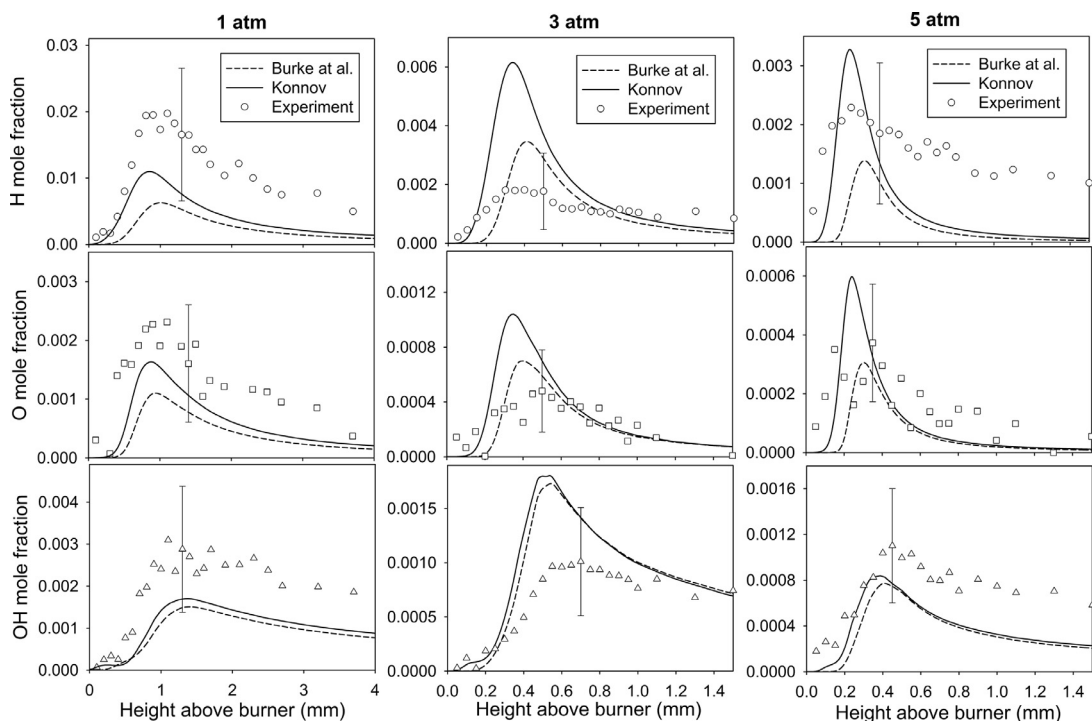 1 atm
3 atm
5 atm
H mole fraction
0.03
0.02
0.01
0.00
Burke at al.
Konnov
Experiment
0.006
0.004
0.002
0.000
Burke at al.
Konnov
Experiment
0.003
0.002
0.001
0.000
Burke at al.
Konnov
Experiment
O mole fraction
0.003
0.002
0.001
0.000
0.0012
0.0008
0.0004
0.0000
0.0006
0.0004
0.0002
0.0000
OH mole fraction
0.004
0.003
0.002
0.001
0.000
0.0015
0.0010
0.0005
0.0000
0.0016
0.0012
0.0008
0.0004
0.0000
0 1 2 3 4
0.0 0.2 0.4 0.6 0.8 1.0 1.2 1.4
0.0 0.2 0.4 0.6 0.8 1.0 1.2 1.4
Height above burner (mm)
Height above burner (mm)
Height above burner (mm)